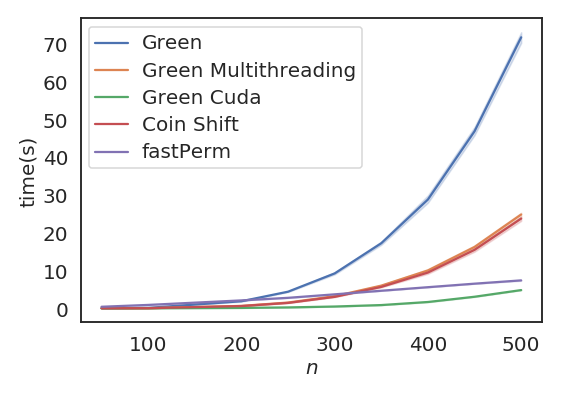 70
60
50
40
30
20
10
0
time(s)
Green
Green Multithreading
Green Cuda
Coin Shift
fastPerm
100 200 300 400 500
n